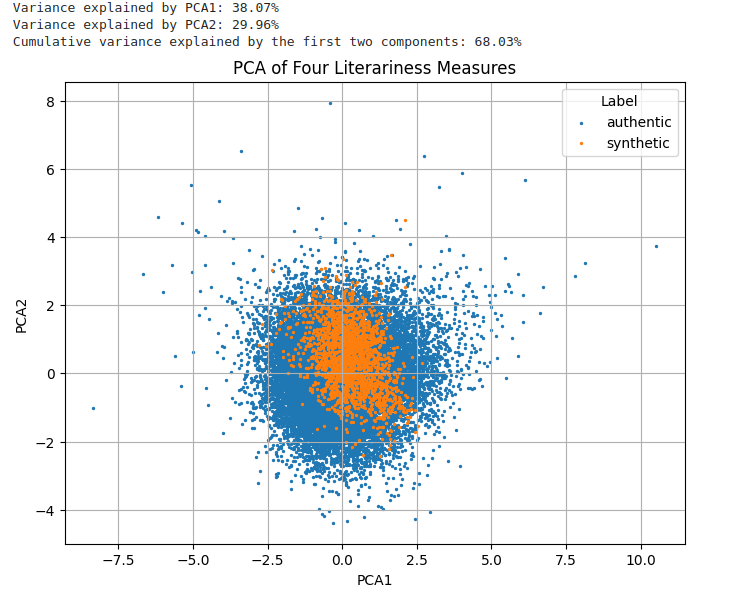 Variance explained by PCA1: 38.07%
Variance explained by PCA2: 29.96%
Cumulative variance explained by the first two components: 68.03%
PCA of Four Literariness Measures
Label
authentic
synthetic
8
6
4
2
0
−2
−4
PCA2
−7.5 −5.0 −2.5 0.0 2.5 5.0 7.5 10.0
PCA1